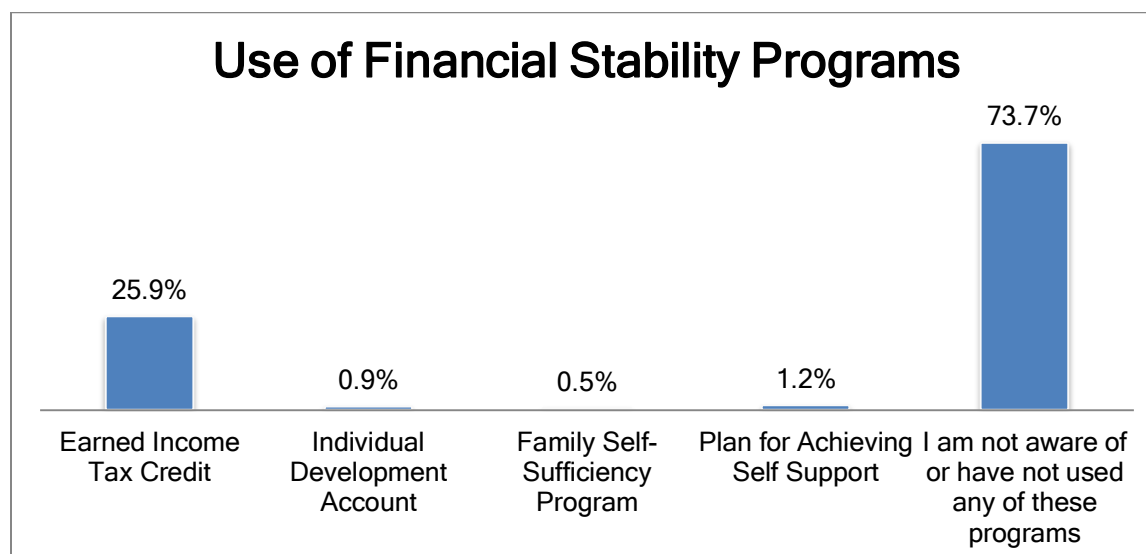 Use of Financial Stability Programs
73.7%
25.9%
0.9%
0.5%
1.2%
Earned Income
Tax Credit
Individual
Development
Account
Family Self-
Sufficiency
Program
Plan for Achieving
Self Support
I am not aware of
or have not used
any of these
programs